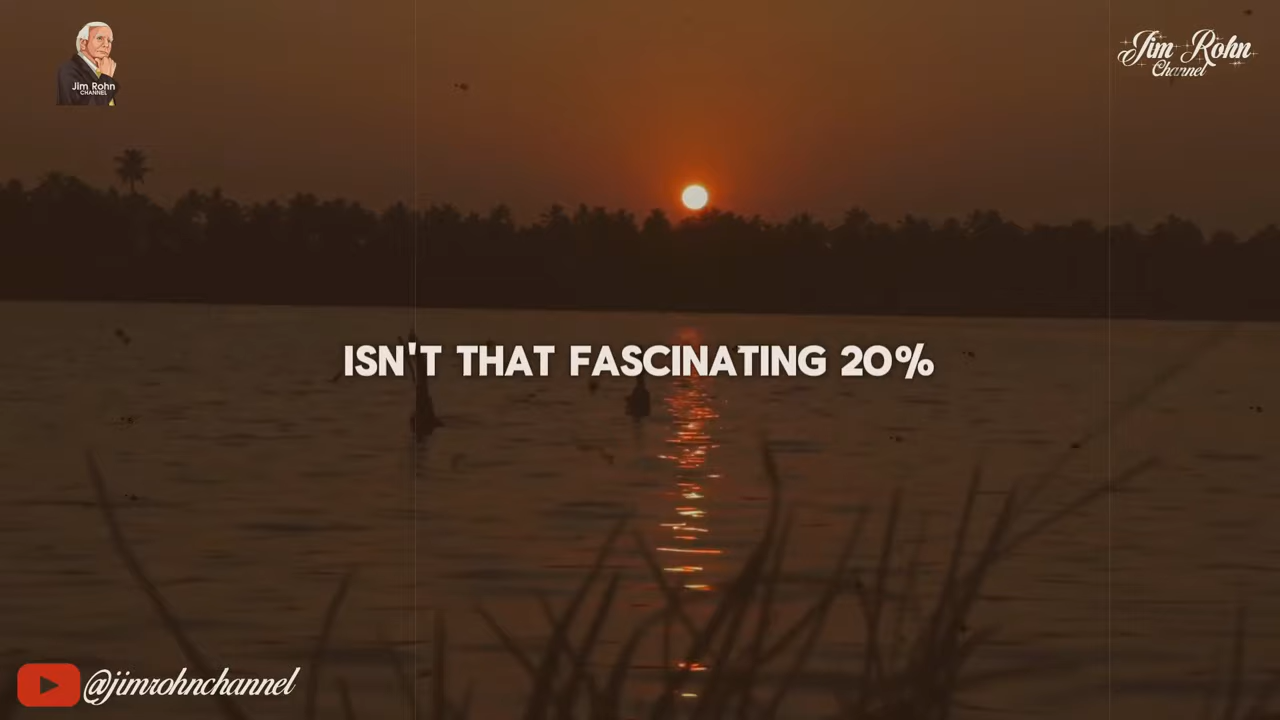 Jim Rohn
CHANNEL
Jim Rohn
Channel
ISN'T THAT FASCINATING 20%
@jimrohnchannel